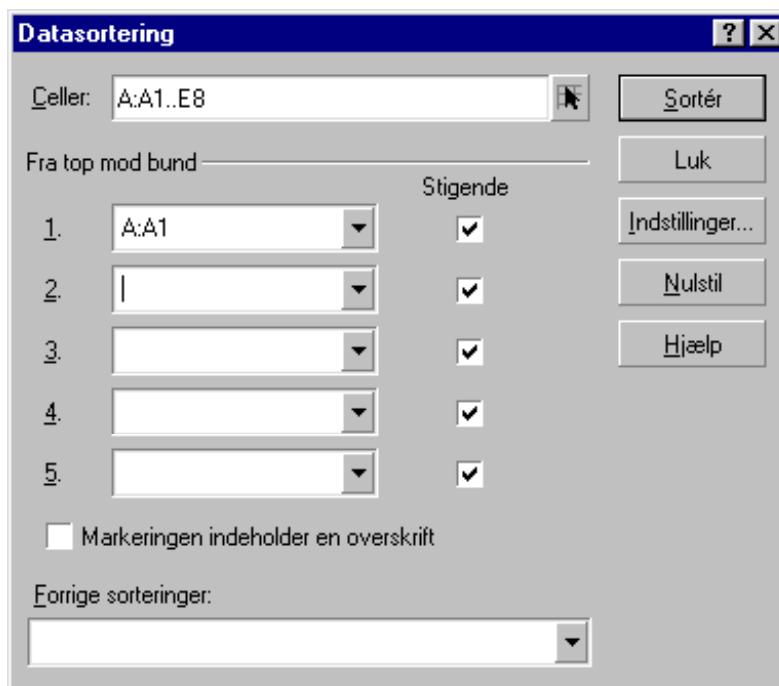 Datasortering
Celler: A:A1..E8
Sortér
Fra top mod bund
Luk
Stigende
1. A:A1
Indstillinger...
2.
Nulstil
3.
Hjælp
4.
5.
Markeringen indeholder en overskrift
Forrige sorteringer: